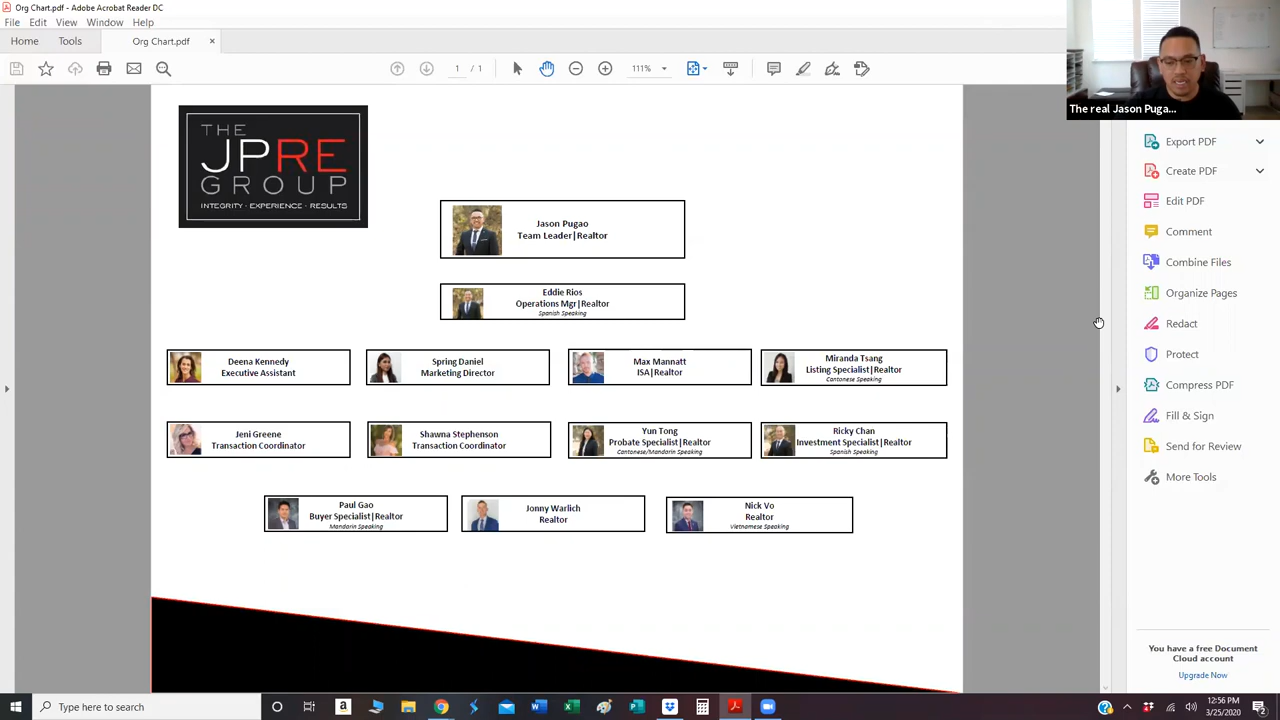 Org Chart.pdf - Adobe Acrobat Reader DC
File Edit View Window Help
Home Tools Org Chart.pdf ×
1 / 1 111%
The real Jason Puga...
THE
JPRE
GROUP
INTEGRITY · EXPERIENCE · RESULTS
Jason Pugao
Team Leader|Realtor
Eddie Rios
Operations Mgr|Realtor
Spanish Speaking
Deena Kennedy
Executive Assistant
Spring Daniel
Marketing Director
Max Mannatt
ISA|Realtor
Miranda Tsang
Listing Specialist|Realtor
Cantonese Speaking
Jeni Greene
Transaction Coordinator
Shawna Stephenson
Transaction Coordinator
Yun Tong
Probate Specialist|Realtor
Cantonese/Mandarin Speaking
Ricky Chan
Investment Specialist|Realtor
Spanish Speaking
Paul Gao
Buyer Specialist|Realtor
Mandarin Speaking
Jonny Warlich
Realtor
Nick Vo
Realtor
Vietnamese Speaking
Export PDF
Create PDF
Edit PDF
Comment
Combine Files
Organize Pages
Redact
Protect
Compress PDF
Fill & Sign
Send for Review
More Tools
You have a free Document
Cloud account
Upgrade Now
Type here to search
12:56 PM
3/25/2020
2